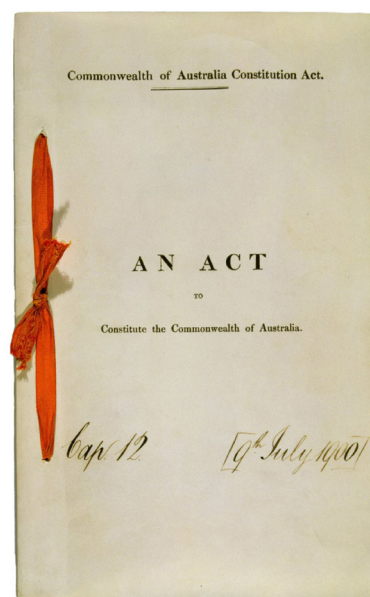 Commonwealth of Australia Constitution Act.
AN ACT
TO
Constitute the Commonwealth of Australia.
Cap. 12. [9th July 1900]